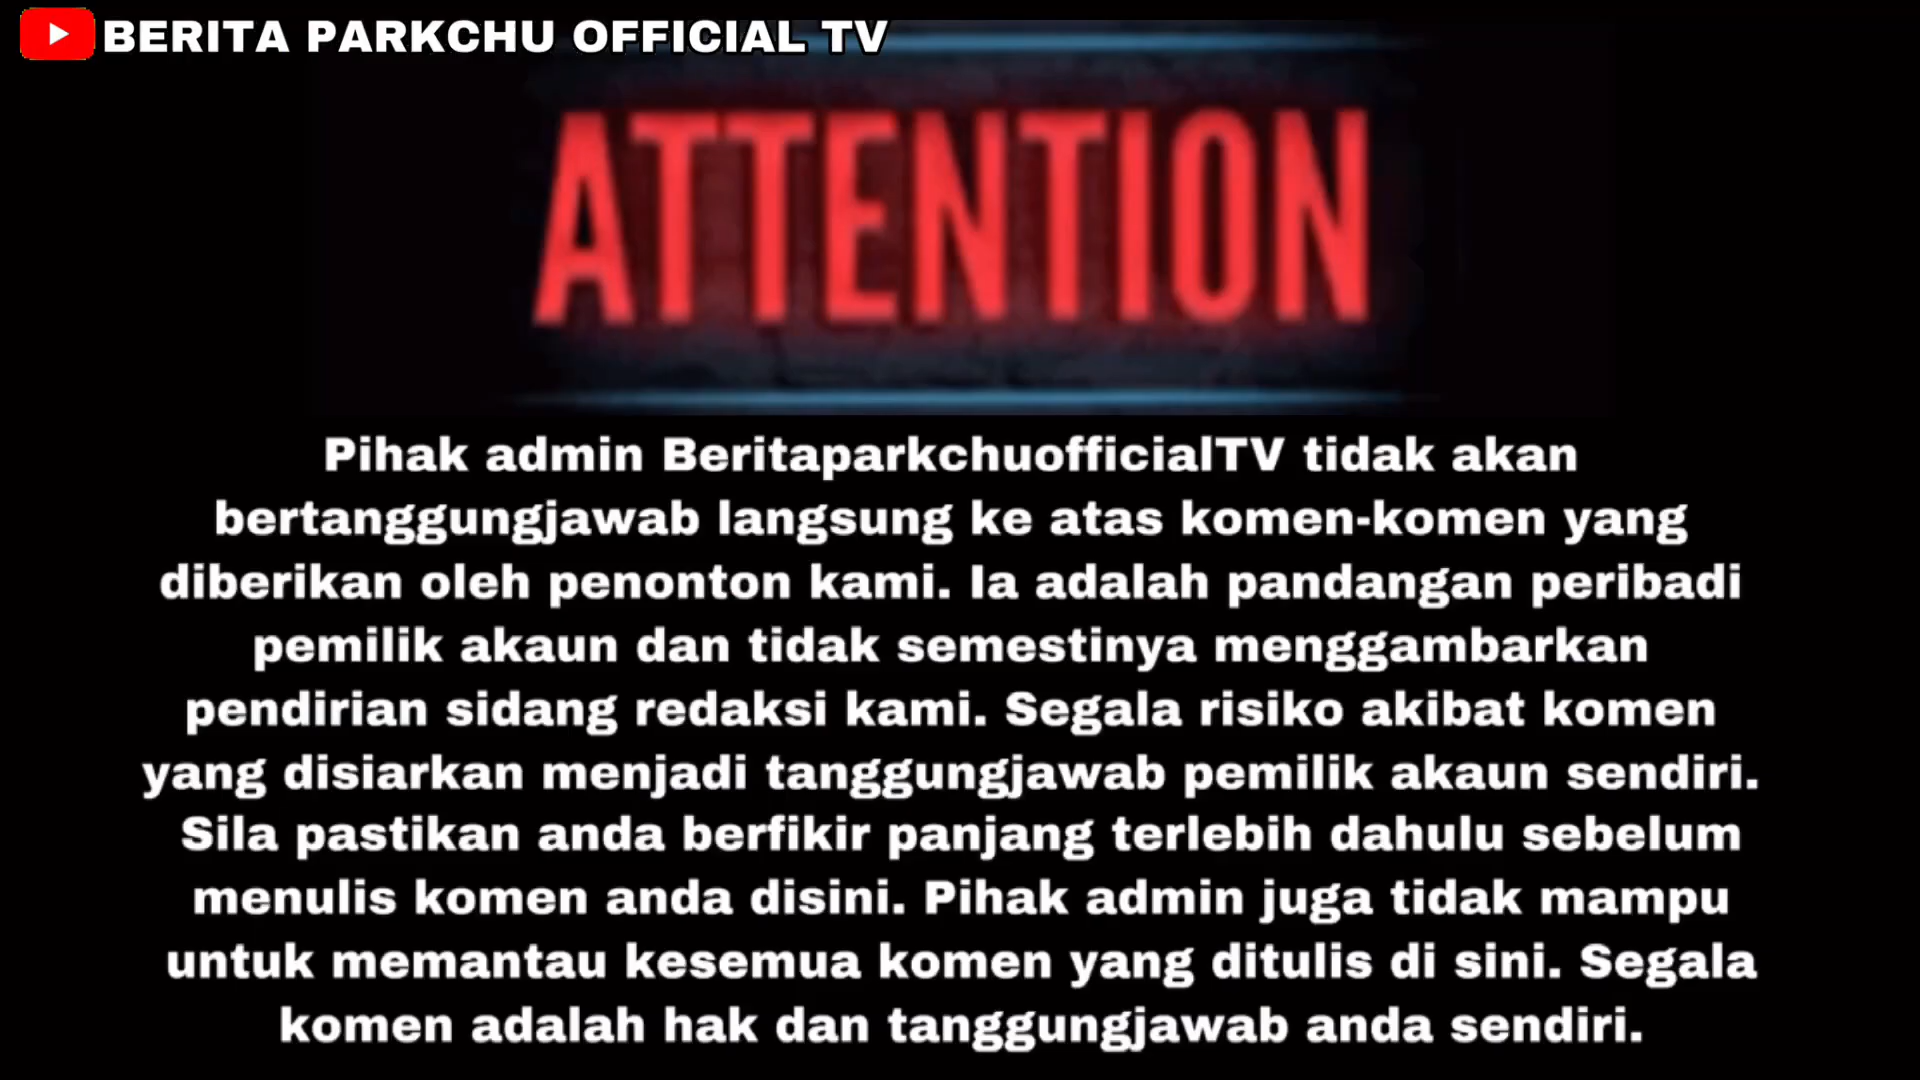 BERITA PARKCHU OFFICIAL TV
ATTENTION
Pihak admin BeritaparkchuofficialTV tidak akan
bertanggungjawab langsung ke atas komen-komen yang
diberikan oleh penonton kami. Ia adalah pandangan peribadi
pemilik akaun dan tidak semestinya menggambarkan
pendirian sidang redaksi kami. Segala risiko akibat komen
yang disiarkan menjadi tanggungjawab pemilik akaun sendiri.
Sila pastikan anda berfikir panjang terlebih dahulu sebelum
menulis komen anda disini. Pihak admin juga tidak mampu
untuk memantau kesemua komen yang ditulis di sini. Segala
komen adalah hak dan tanggungjawab anda sendiri.